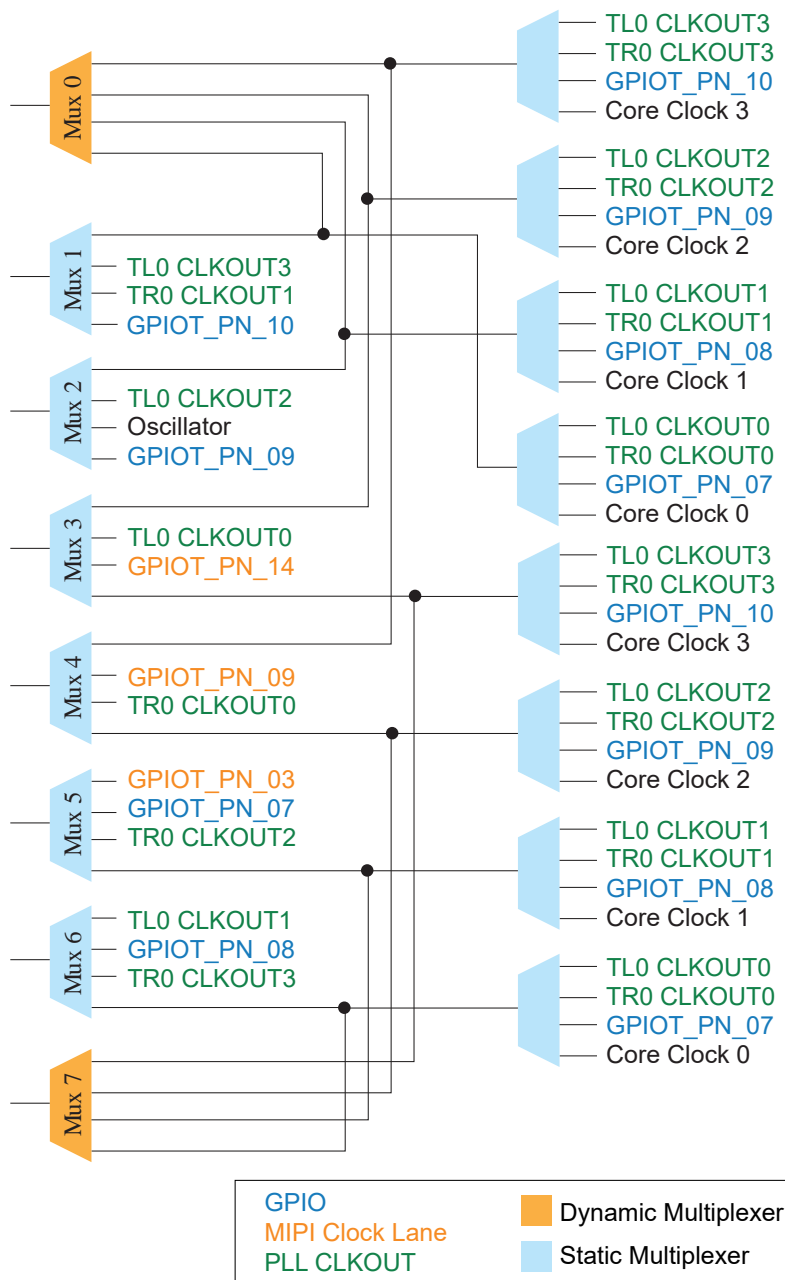 Mux 0
TL0 CLKOUT3
TR0 CLKOUT3
GPIOT_PN_10
Core Clock 3
TL0 CLKOUT2
TR0 CLKOUT2
GPIOT_PN_09
Core Clock 2
Mux 1
TL0 CLKOUT3
TR0 CLKOUT1
GPIOT_PN_10
TL0 CLKOUT1
TR0 CLKOUT1
GPIOT_PN_08
Core Clock 1
Mux 2
TL0 CLKOUT2
Oscillator
GPIOT_PN_09
TL0 CLKOUT0
TR0 CLKOUT0
GPIOT_PN_07
Core Clock 0
Mux 3
TL0 CLKOUT0
GPIOT_PN_14
TL0 CLKOUT3
TR0 CLKOUT3
GPIOT_PN_10
Core Clock 3
Mux 4
GPIOT_PN_09
TR0 CLKOUT0
TL0 CLKOUT2
TR0 CLKOUT2
GPIOT_PN_09
Core Clock 2
Mux 5
GPIOT_PN_03
GPIOT_PN_07
TR0 CLKOUT2
TL0 CLKOUT1
TR0 CLKOUT1
GPIOT_PN_08
Core Clock 1
Mux 6
TL0 CLKOUT1
GPIOT_PN_08
TR0 CLKOUT3
TL0 CLKOUT0
TR0 CLKOUT0
GPIOT_PN_07
Core Clock 0
Mux 7
GPIO
MIPI Clock Lane
PLL CLKOUT
Dynamic Multiplexer
Static Multiplexer